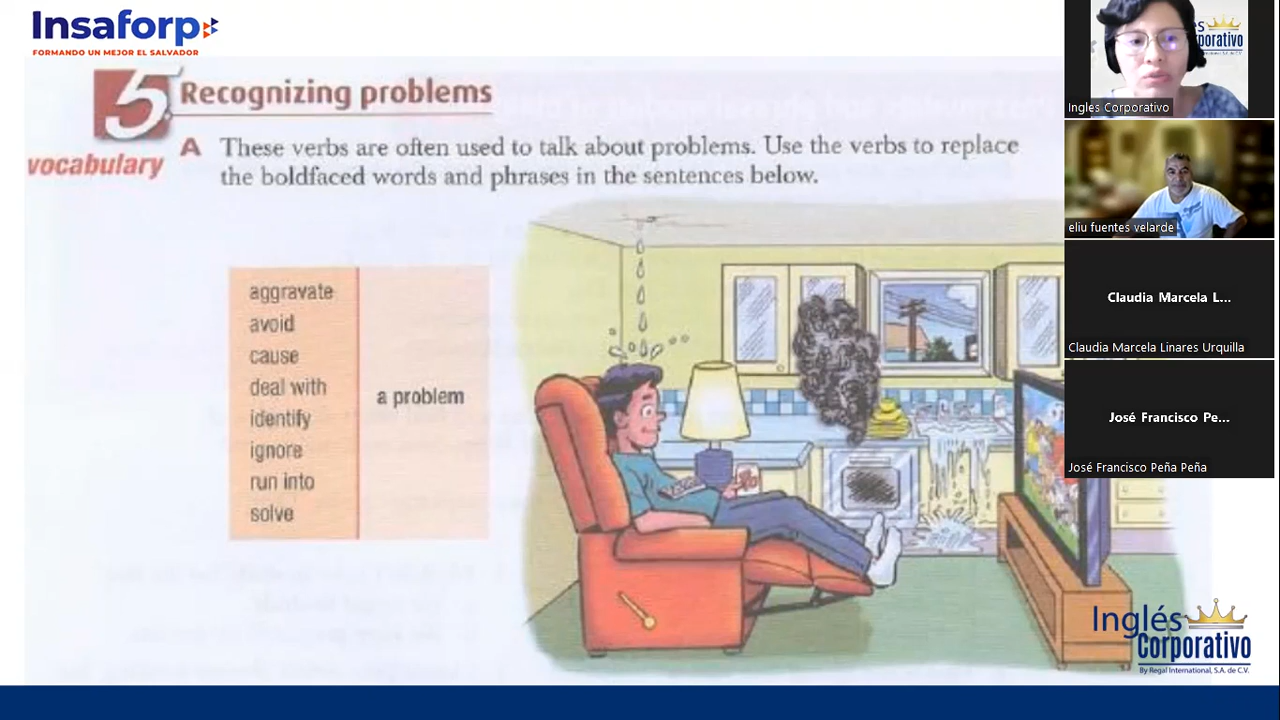 Insaforp
FORMANDO UN MEJOR EL SALVADOR
5 Recognizing problems
vocabulary
A These verbs are often used to talk about problems. Use the verbs to replace
the boldfaced words and phrases in the sentences below.
aggravate
avoid
cause
deal with
identify
ignore
run into
solve
a problem
Inglés
Corporativo
By Regal International, S.A. de C.V.
Ingles Corporativo
eliu fuentes velarde
Claudia Marcela L...
Claudia Marcela Linares Urquilla
José Francisco Pe...
José Francisco Peña Peña